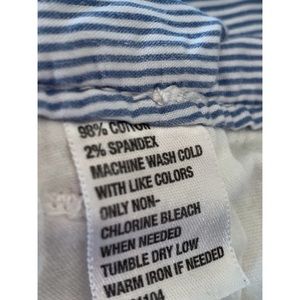 98% COTTON
2% SPANDEX
MACHINE WASH COLD
WITH LIKE COLORS
ONLY NON-
CHLORINE BLEACH
WHEN NEEDED
TUMBLE DRY LOW
WARM IRON IF NEEDED